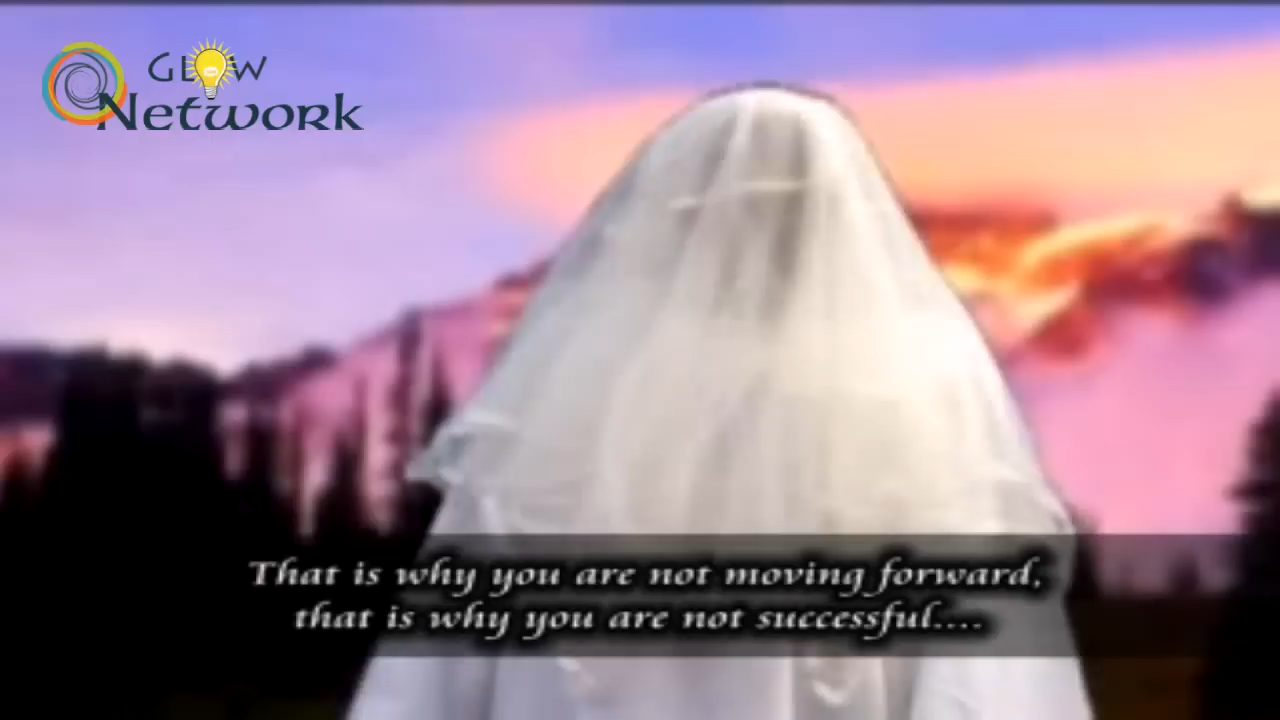 GLOW
Network
That is why you are not moving forward,
that is why you are not successful....